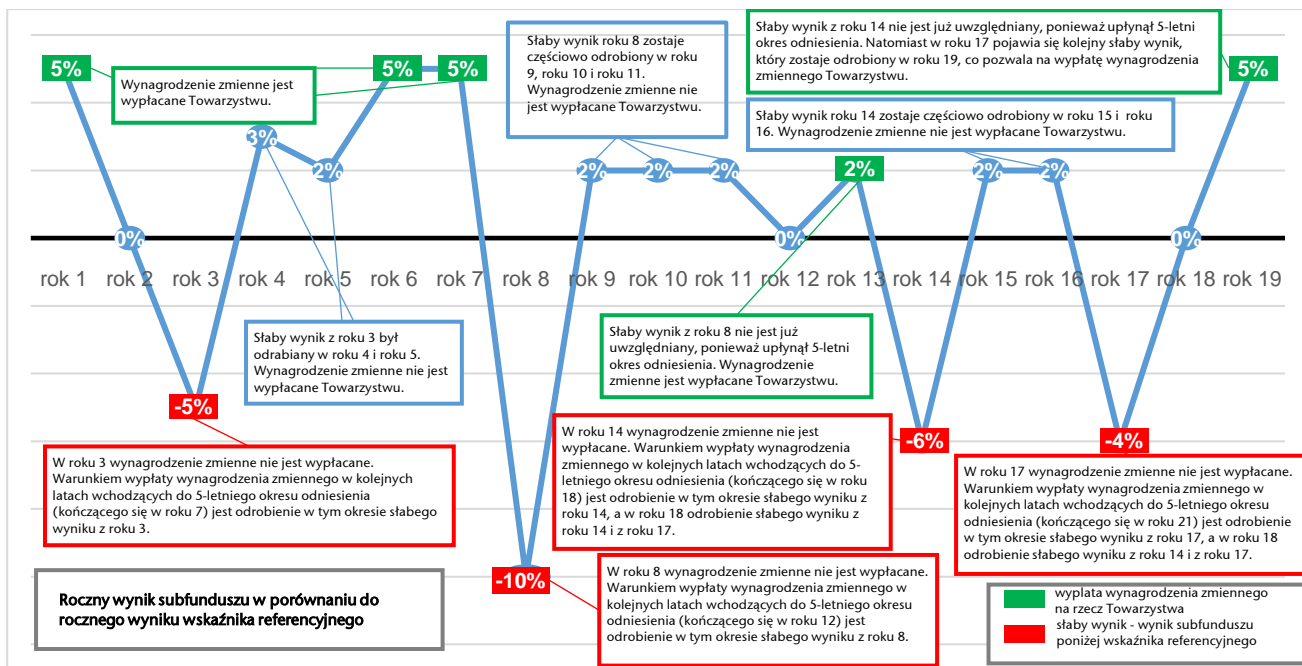 Słaby wynik z roku 14 nie jest już uwzględniany, ponieważ upłynął 5-letni
okres odniesienia. Natomiast w roku 17 pojawia się kolejny słaby wynik,
który zostaje odrobiony w roku 19, co pozwala na wypłatę wynagrodzenia
zmiennego Towarzystwu.
Słaby wynik roku 8 zostaje
częściowo odrobiony w roku
9, roku 10 i roku 11.
Wynagrodzenie zmienne nie
jest wypłacane Towarzystwu.
Wynagrodzenie zmienne jest
wypłacane Towarzystwu.
Słaby wynik roku 14 zostaje częściowo odrobiony w roku 15 i roku
16. Wynagrodzenie zmienne nie jest wypłacane Towarzystwu.
5%
0%
-5%
3%
2%
5%
5%
-10%
2%
2%
2%
0%
2%
-6%
2%
2%
-4%
0%
5%
rok 1
rok 2
rok 3
rok 4
rok 5
rok 6
rok 7
rok 8
rok 9
rok 10
rok 11
rok 12
rok 13
rok 14
rok 15
rok 16
rok 17
rok 18
rok 19
Słaby wynik z roku 3 był
odrabiany w roku 4 i roku 5.
Wynagrodzenie zmienne nie jest
wypłacane Towarzystwu.
Słaby wynik z roku 8 nie jest już
uwzględniany, ponieważ upłynął 5-letni
okres odniesienia. Wynagrodzenie
zmienne jest wypłacane Towarzystwu.
W roku 3 wynagrodzenie zmienne nie jest wypłacane.
Warunkiem wypłaty wynagrodzenia zmiennego w kolejnych
latach wchodzących do 5-letniego okresu odniesienia
(kończącego się w roku 7) jest odrobienie w tym okresie słabego
wyniku z roku 3.
W roku 14 wynagrodzenie zmienne nie jest
wypłacane. Warunkiem wypłaty wynagrodzenia
zmiennego w kolejnych latach wchodzących do 5-
letniego okresu odniesienia (kończącego się w roku
18) jest odrobienie w tym okresie słabego wyniku z
roku 14, a w roku 18 odrobienie słabego wyniku z
roku 14 i z roku 17.
W roku 17 wynagrodzenie zmienne nie jest wypłacane.
Warunkiem wypłaty wynagrodzenia zmiennego w
kolejnych latach wchodzących do 5-letniego okresu
odniesienia (kończącego się w roku 21) jest odrobienie
w tym okresie słabego wyniku z roku 17, a w roku 18
odrobienie słabego wyniku z roku 14 i z roku 17.
W roku 8 wynagrodzenie zmienne nie jest wypłacane.
Warunkiem wypłaty wynagrodzenia zmiennego w
kolejnych latach wchodzących do 5-letniego okresu
odniesienia (kończącego się w roku 12) jest
odrobienie w tym okresie słabego wyniku z roku 8.
Roczny wynik subfunduszu w porównaniu do
rocznego wyniku wskaźnika referencyjnego
wyplata wynagrodzenia zmiennego
na rzecz Towarzystwa
słaby wynik - wynik subfunduszu
poniżej wskaźnika referencyjnego